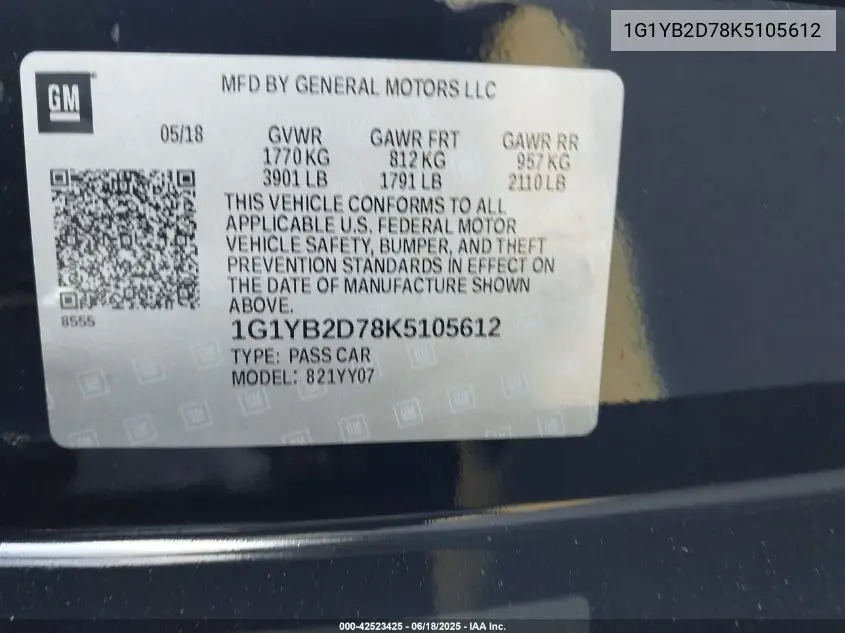 1G1YB2D78K5105612
GM
MFD BY GENERAL MOTORS LLC
05/18 GVWR GAWR FRT GAWR RR
1770 KG 812 KG 957 KG
3901 LB 1791 LB 2110 LB
THIS VEHICLE CONFORMS TO ALL
APPLICABLE U.S. FEDERAL MOTOR
VEHICLE SAFETY, BUMPER, AND THEFT
PREVENTION STANDARDS IN EFFECT ON
THE DATE OF MANUFACTURE SHOWN
ABOVE.
8555
1G1YB2D78K5105612
TYPE: PASS CAR
MODEL: 821YY07
000-42523425 - 06/18/2025 - IAA Inc.